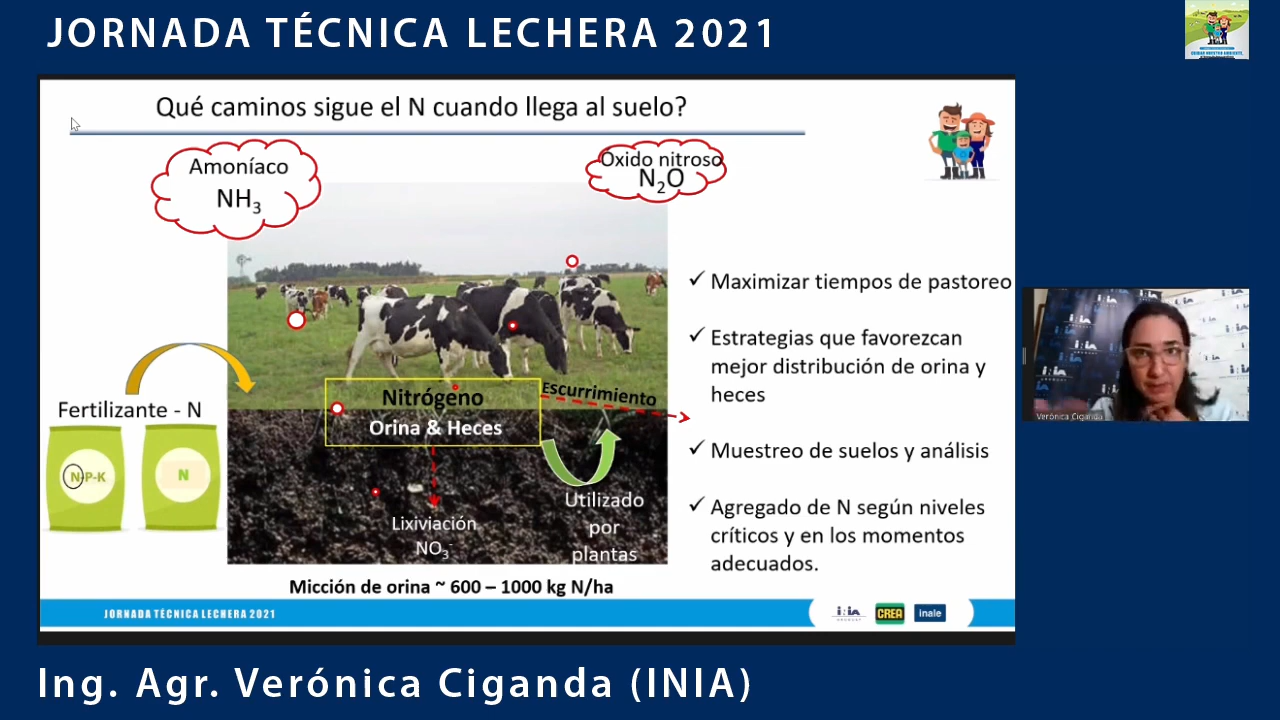 JORNADA TÉCNICA LECHERA 2021
Qué caminos sigue el N cuando llega al suelo?
Amoníaco
NH₃
Óxido nitroso
N₂O
Maximizar tiempos de pastoreo
Estrategias que favorezcan
mejor distribución de orina y
heces
Muestreo de suelos y análisis
Agregado de N según niveles
críticos y en los momentos
adecuados.
Fertilizante - N
N-P-K
N
Nitrógeno
Orina & Heces
Escurrimiento
Lixiviación
NO₃⁻
Utilizado
por
plantas
Micción de orina ~ 600 – 1000 kg N/ha
JORNADA TÉCNICA LECHERA 2021
inia
URUGUAY
CREA
inale
inia
Verónica Ciganda
Ing. Agr. Verónica Ciganda (INIA)